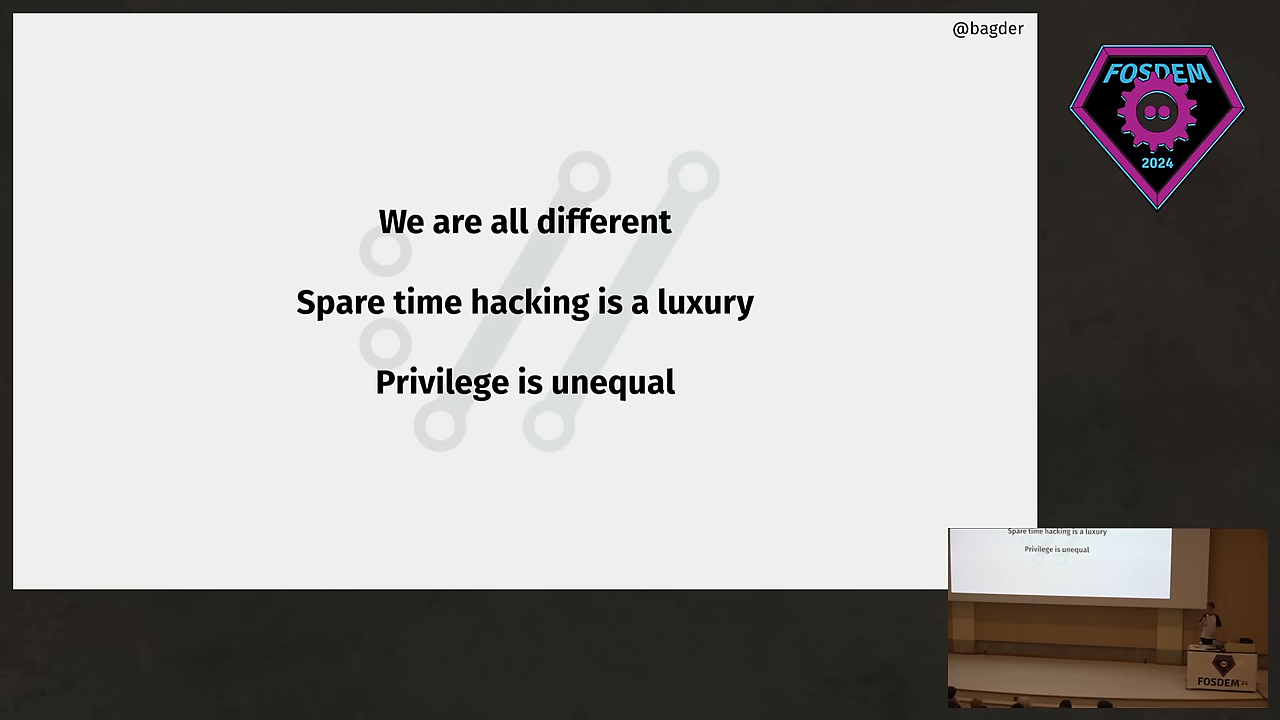 @bagder
We are all different
Spare time hacking is a luxury
Privilege is unequal
FOSDEM
2024
Spare time hacking is a luxury
Privilege is unequal
FOSDEM'24